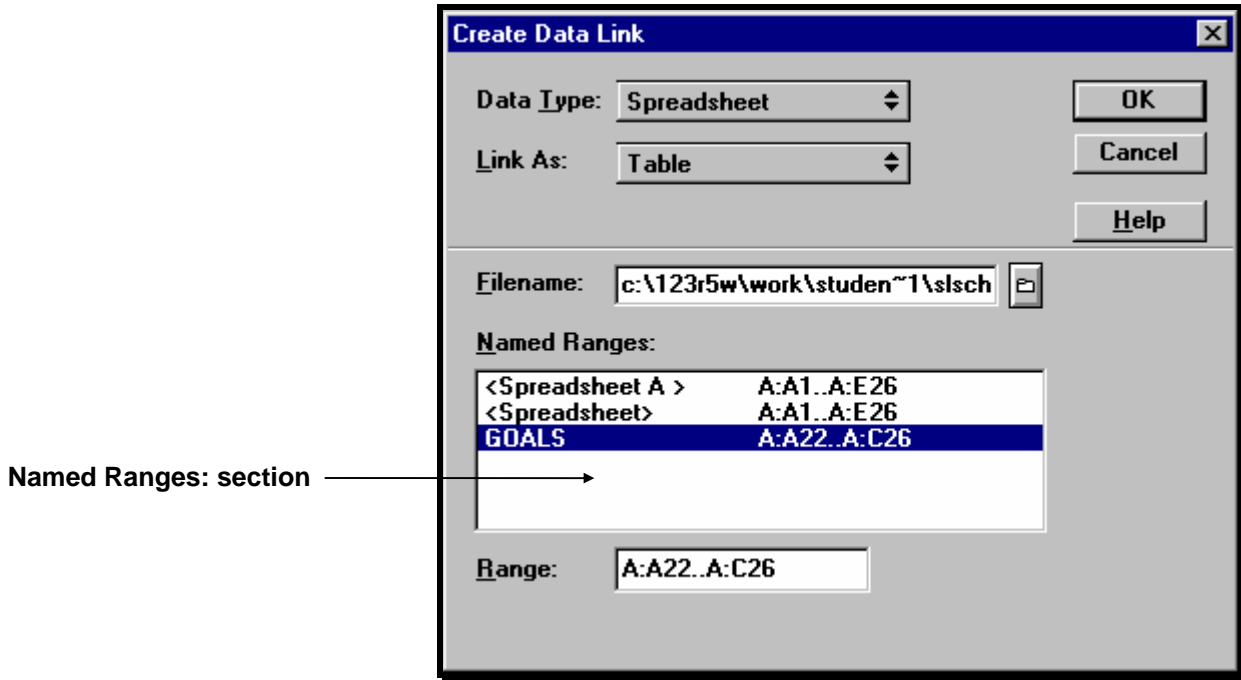 Create Data Link
Data Type: Spreadsheet
OK
Link As: Table
Cancel
Help
Filename: c:\123r5w\work\studen~1\slsch
Named Ranges:
<Spreadsheet A > A:A1..A:E26
<Spreadsheet> A:A1..A:E26
GOALS A:A22..A:C26
Named Ranges: section
Range: A:A22..A:C26